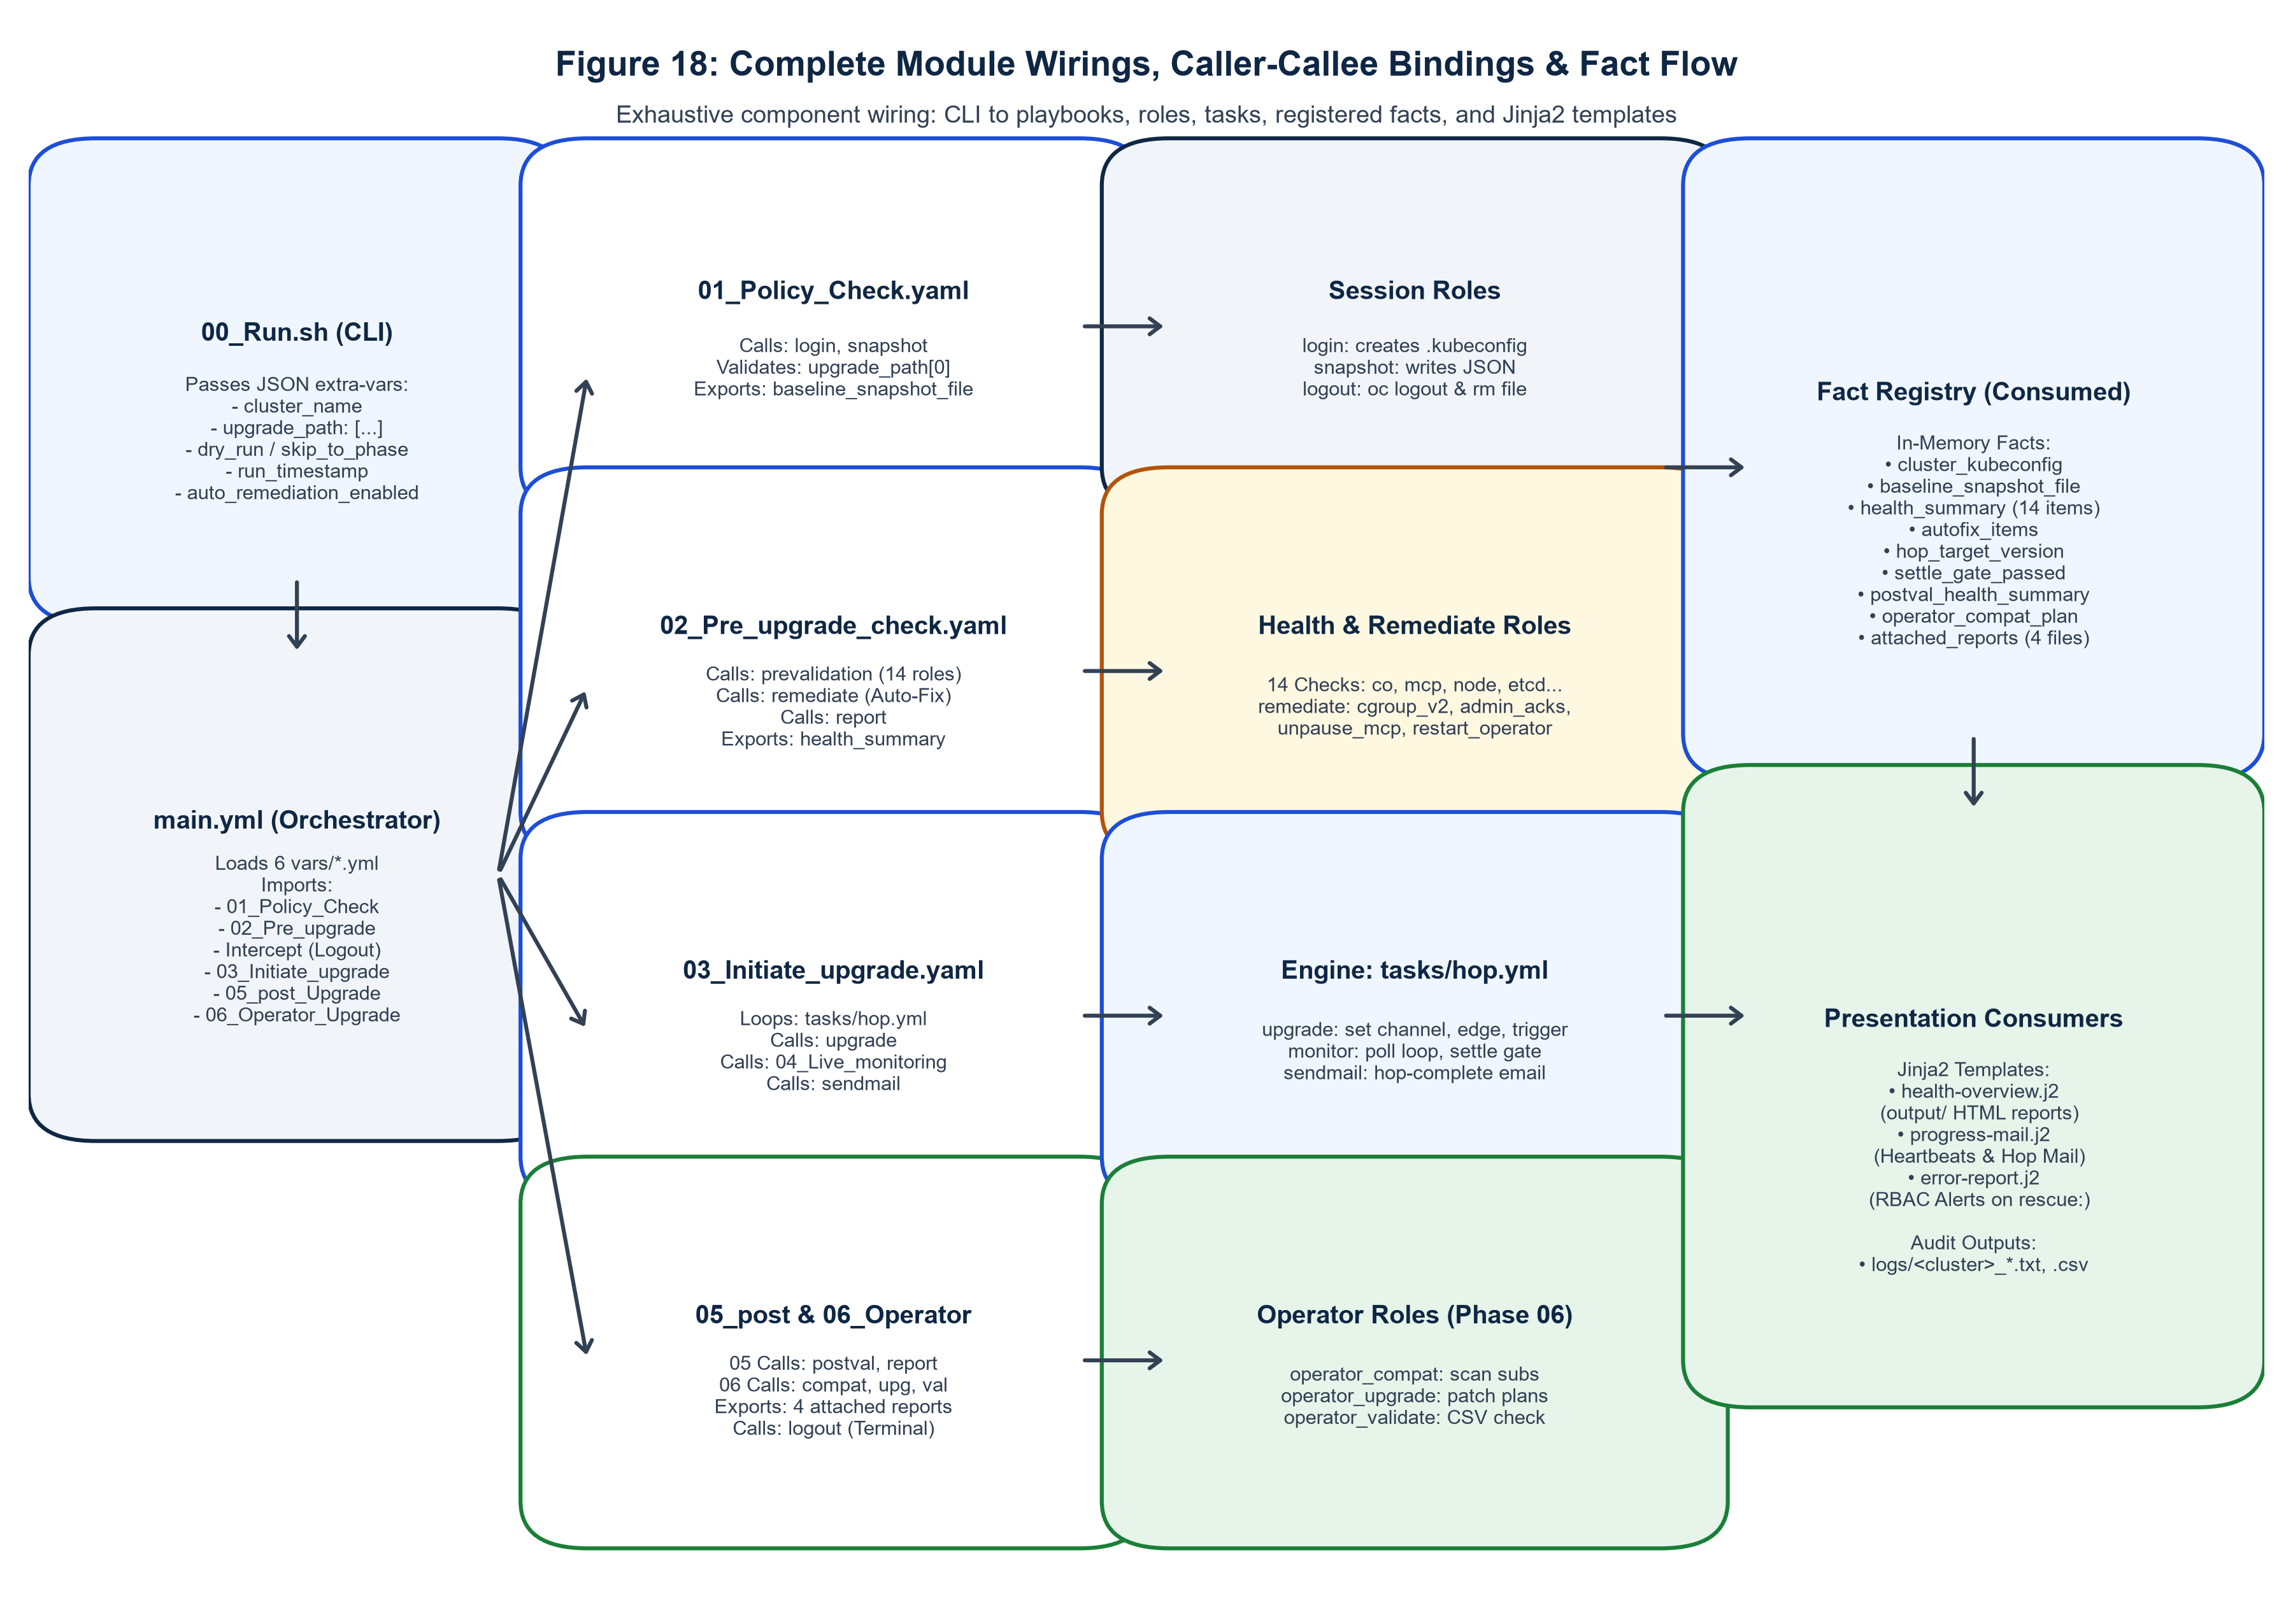 Figure 18: Complete Module Wirings, Caller-Callee Bindings & Fact Flow
Exhaustive component wiring: CLI to playbooks, roles, tasks, registered facts, and Jinja2 templates
00_Run.sh (CLI)
Passes JSON extra-vars:
- cluster_name
- upgrade_path: [...]
- dry_run / skip_to_phase
- run_timestamp
- auto_remediation_enabled
main.yml (Orchestrator)
Loads 6 vars/*.yml
Imports:
- 01_Policy_Check
- 02_Pre_upgrade
- Intercept (Logout)
- 03_Initiate_upgrade
- 05_post_Upgrade
- 06_Operator_Upgrade
01_Policy_Check.yaml
Calls: login, snapshot
Validates: upgrade_path[0]
Exports: baseline_snapshot_file
02_Pre_upgrade_check.yaml
Calls: prevalidation (14 roles)
Calls: remediate (Auto-Fix)
Calls: report
Exports: health_summary
03_Initiate_upgrade.yaml
Loops: tasks/hop.yml
Calls: upgrade
Calls: 04_Live_monitoring
Calls: sendmail
05_post & 06_Operator
05 Calls: postval, report
06 Calls: compat, upg, val
Exports: 4 attached reports
Calls: logout (Terminal)
Session Roles
login: creates .kubeconfig
snapshot: writes JSON
logout: oc logout & rm file
Health & Remediate Roles
14 Checks: co, mcp, node, etcd...
remediate: cgroup_v2, admin_acks,
unpause_mcp, restart_operator
Engine: tasks/hop.yml
upgrade: set channel, edge, trigger
monitor: poll loop, settle gate
sendmail: hop-complete email
Operator Roles (Phase 06)
operator_compat: scan subs
operator_upgrade: patch plans
operator_validate: CSV check
Fact Registry (Consumed)
In-Memory Facts:
• cluster_kubeconfig
• baseline_snapshot_file
• health_summary (14 items)
• autofix_items
• hop_target_version
• settle_gate_passed
• postval_health_summary
• operator_compat_plan
• attached_reports (4 files)
Presentation Consumers
Jinja2 Templates:
• health-overview.j2
(output/ HTML reports)
• progress-mail.j2
(Heartbeats & Hop Mail)
• error-report.j2
(RBAC Alerts on rescue:)
Audit Outputs:
• logs/<cluster>_*.txt, .csv